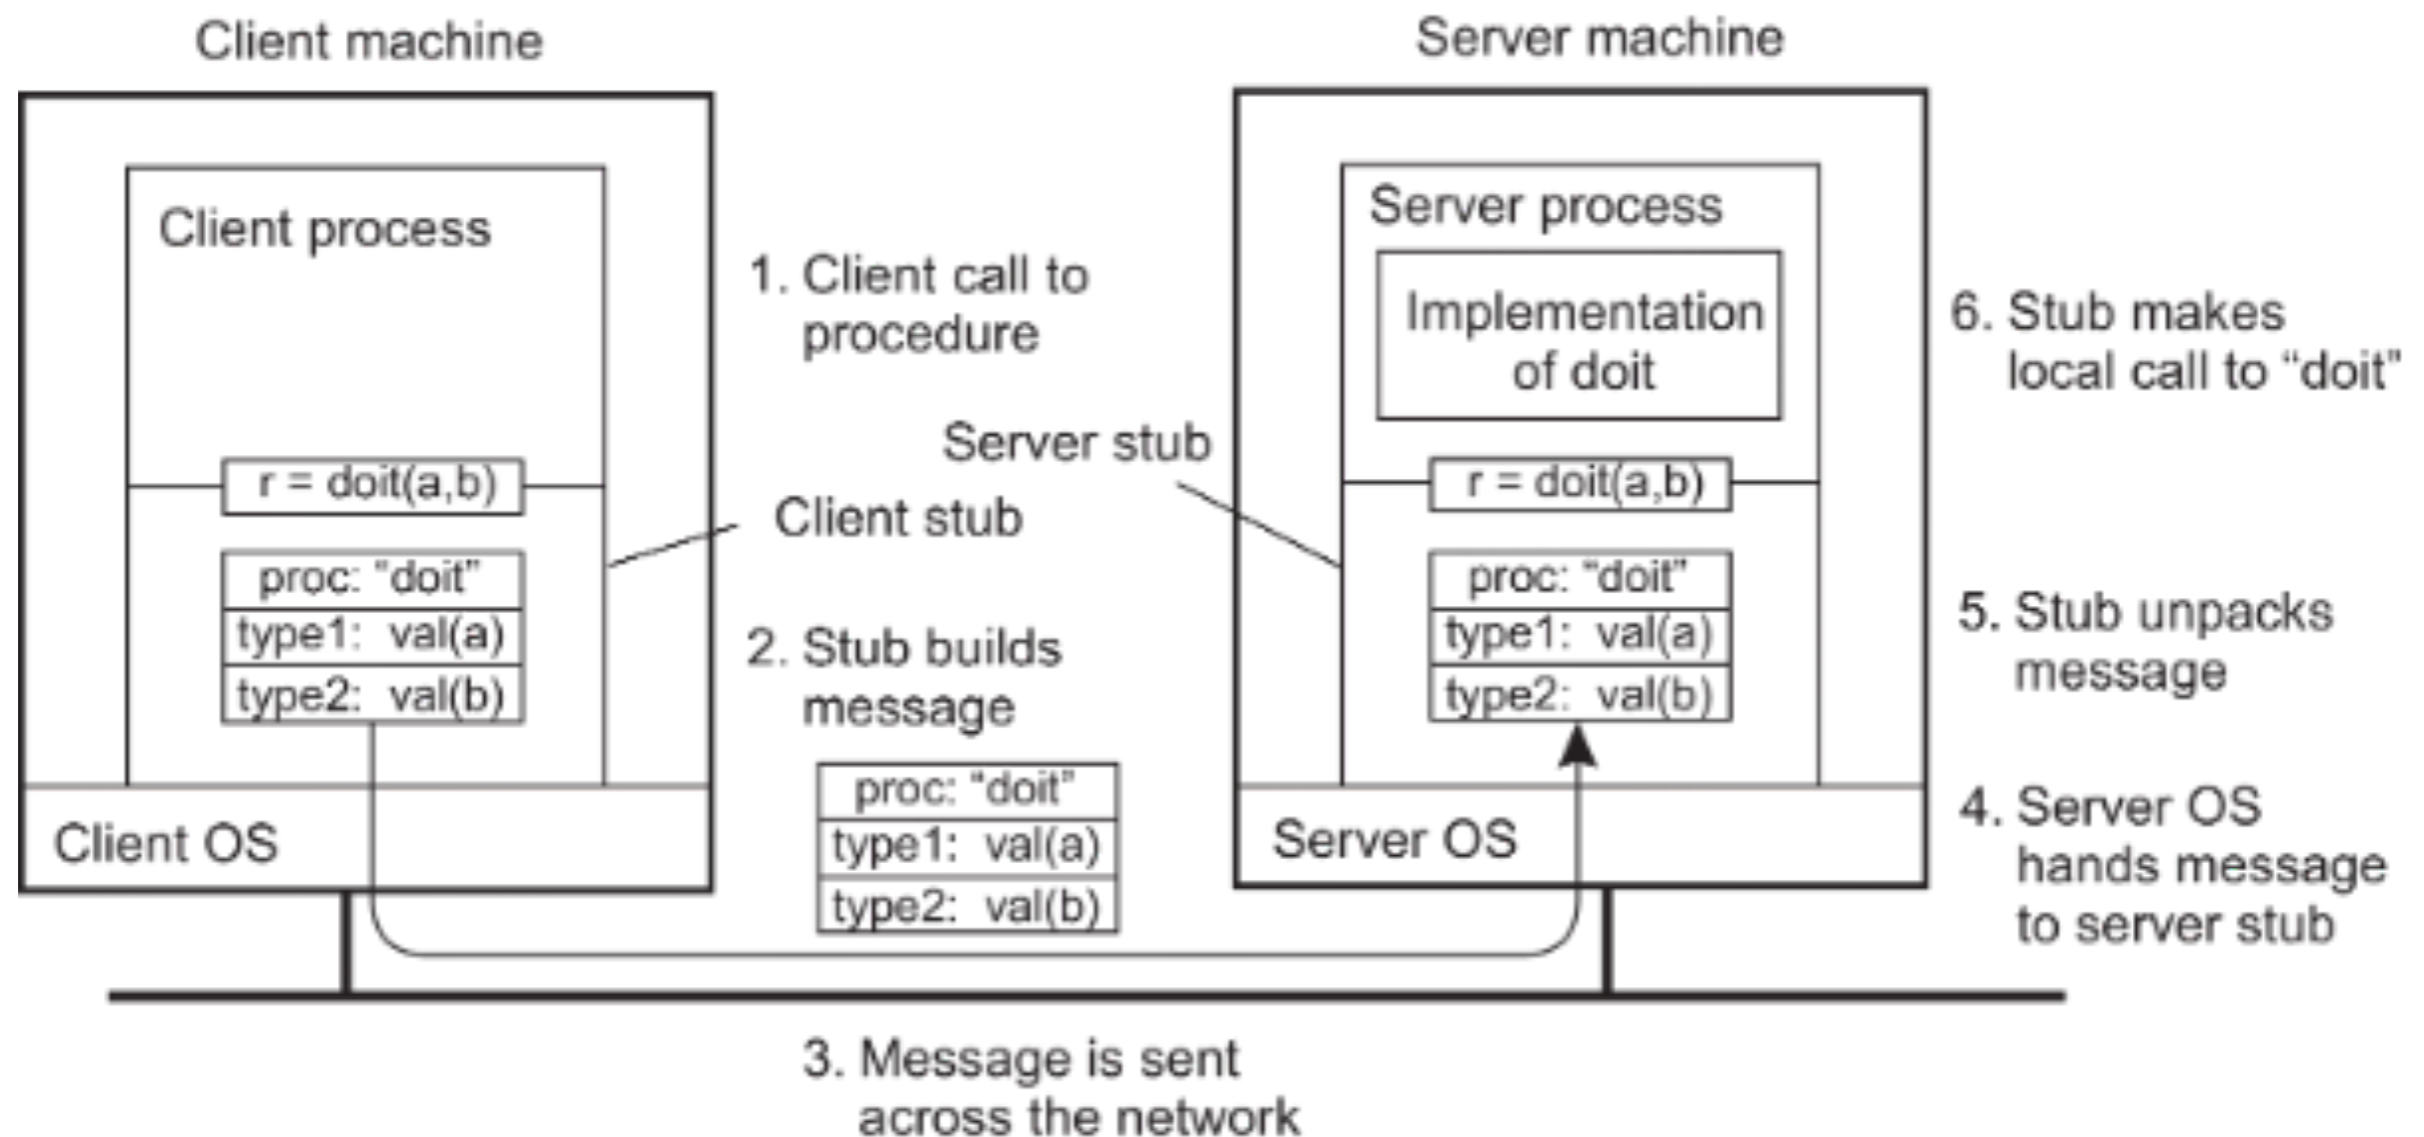 Client machine
Server machine
Client process
r = doit(a,b)
proc: “doit”
type1: val(a)
type2: val(b)
Client OS
1. Client call to
procedure
Server stub
Client stub
2. Stub builds
message
proc: “doit”
type1: val(a)
type2: val(b)
3. Message is sent
across the network
Server process
Implementation
of doit
r = doit(a,b)
proc: “doit”
type1: val(a)
type2: val(b)
Server OS
6. Stub makes
local call to “doit”
5. Stub unpacks
message
4. Server OS
hands message
to server stub